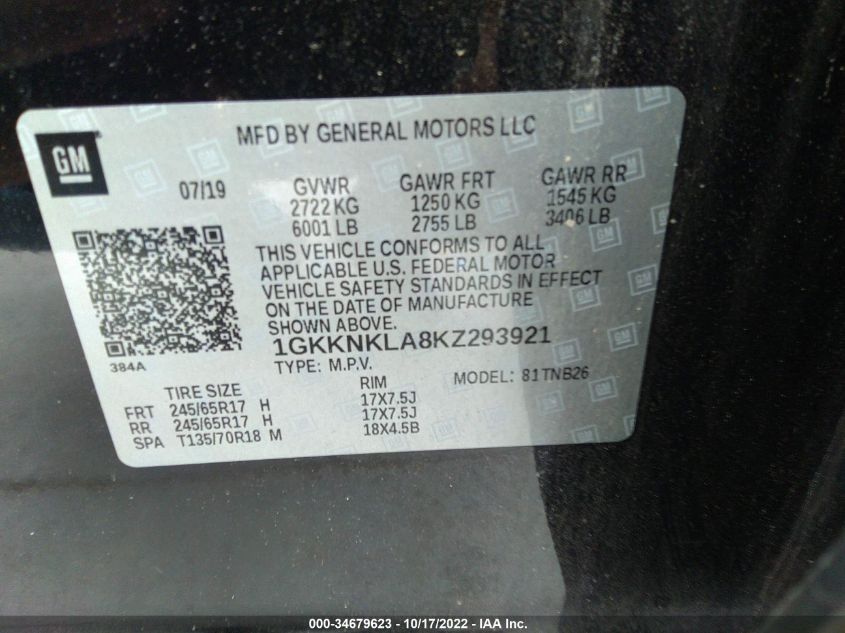 MFD BY GENERAL MOTORS LLC
GM
07/19 GVWR GAWR FRT GAWR RR
2722 KG 1250 KG 1545 KG
6001 LB 2755 LB 3406 LB
THIS VEHICLE CONFORMS TO ALL
APPLICABLE U.S. FEDERAL MOTOR
VEHICLE SAFETY STANDARDS IN EFFECT
ON THE DATE OF MANUFACTURE
SHOWN ABOVE.
1GKKNKLA8KZ293921
384A
TYPE: M.P.V. MODEL: 81TNB26
TIRE SIZE RIM
FRT 245/65R17 H 17X7.5J
RR 245/65R17 H 17X7.5J
SPA T135/70R18 M 18X4.5B
000-34679623 - 10/17/2022 - IAA Inc.